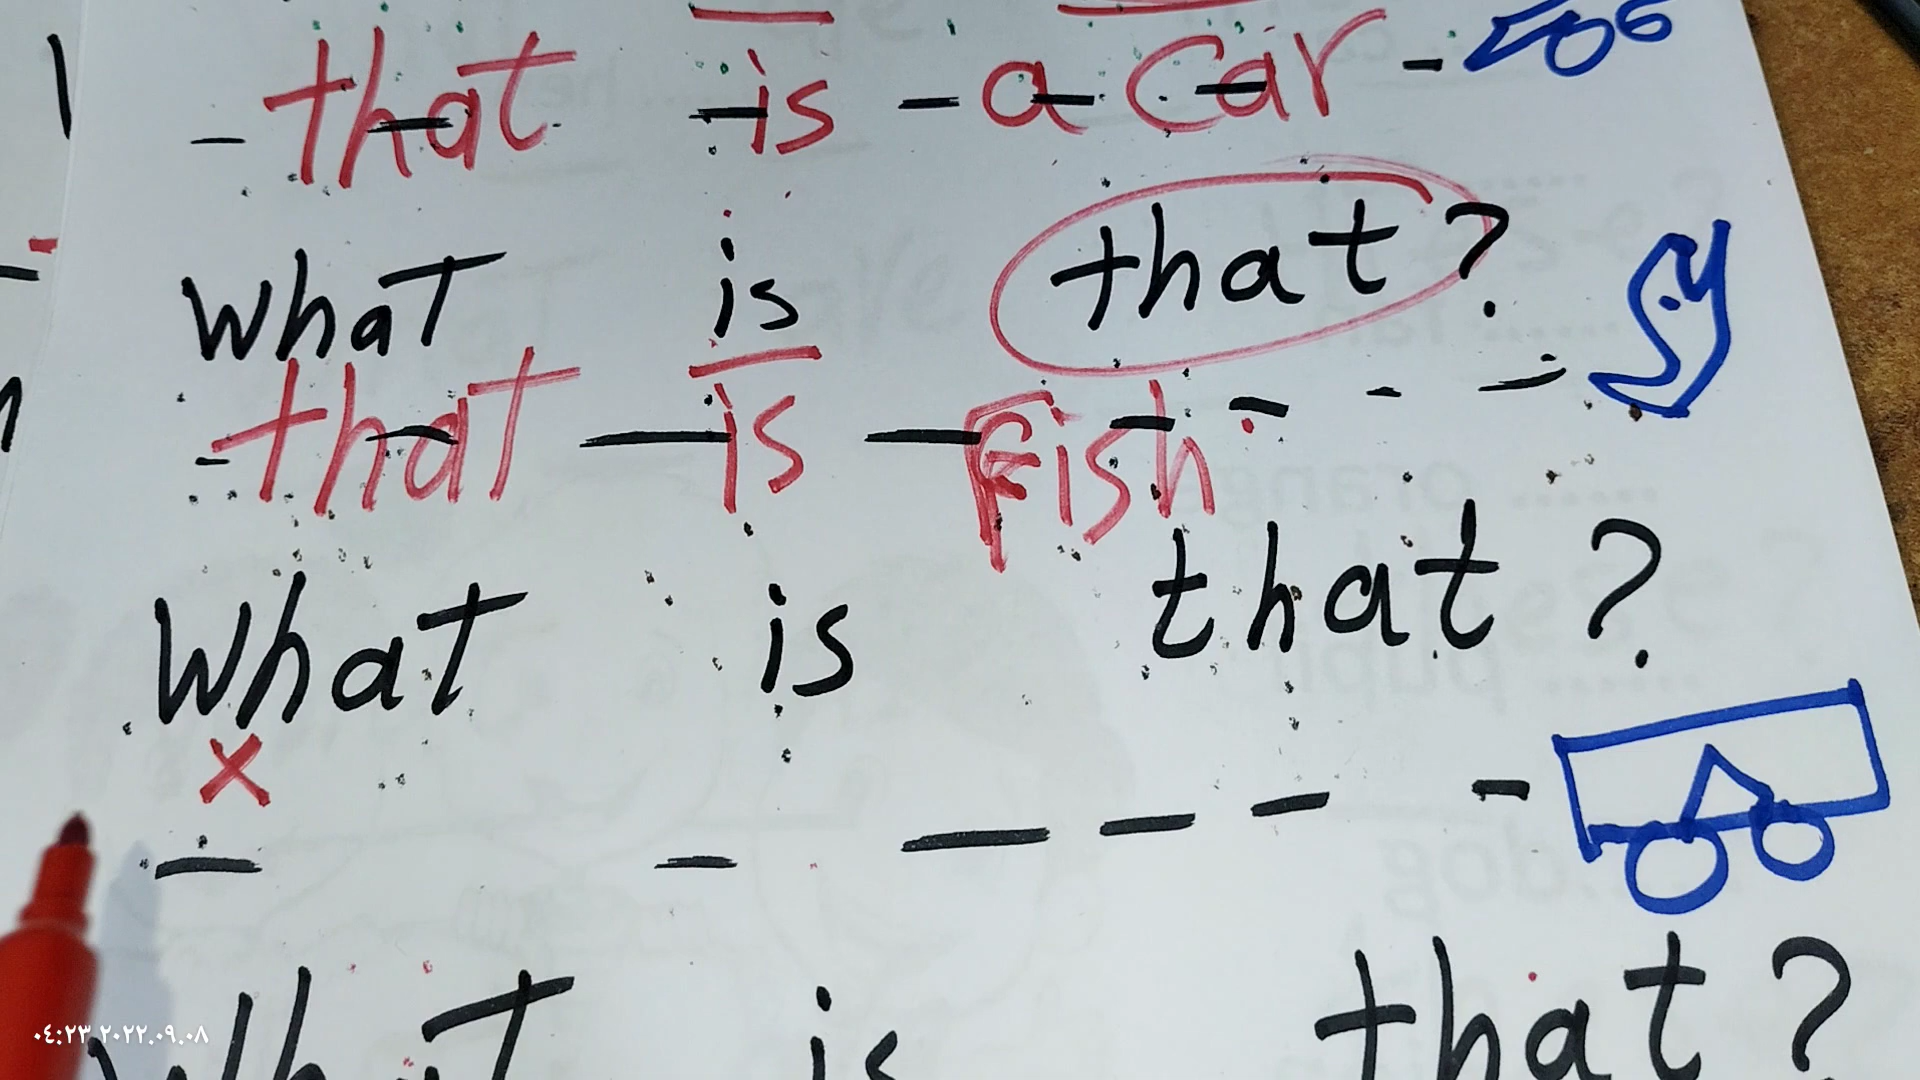 - that - is - a - car -
What is that?
- that — is — Fish. - - -
What is that?
x
- - - - - -
What is that?
٠٤:٢٣ ٢٠٢٢.٠٩.٠٨